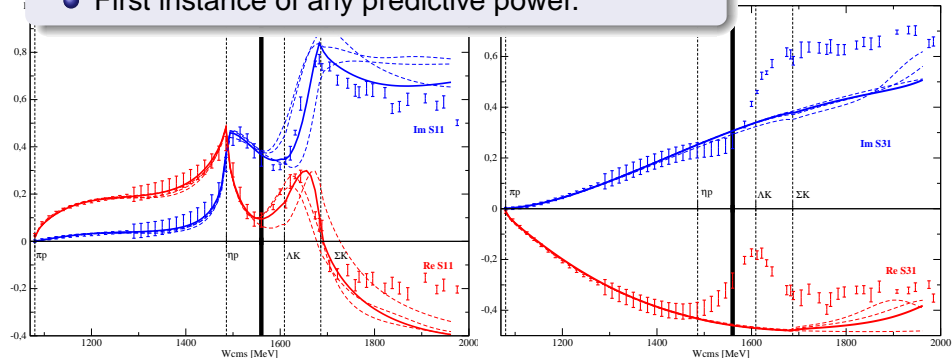 First instance of any predictive power.
0,8
0,6
0,4
0,2
0
-0,2
-0,4
Im S11
Re S11
πp
ηp
ΛK
ΣK
1200
1400
1600
1800
Wcms [MeV]
0,6
0,4
0,2
0
-0,2
-0,4
Im S31
Re S31
πp
ηp
ΛK
ΣK
1200
1400
1600
1800
2000
Wcms [MeV]